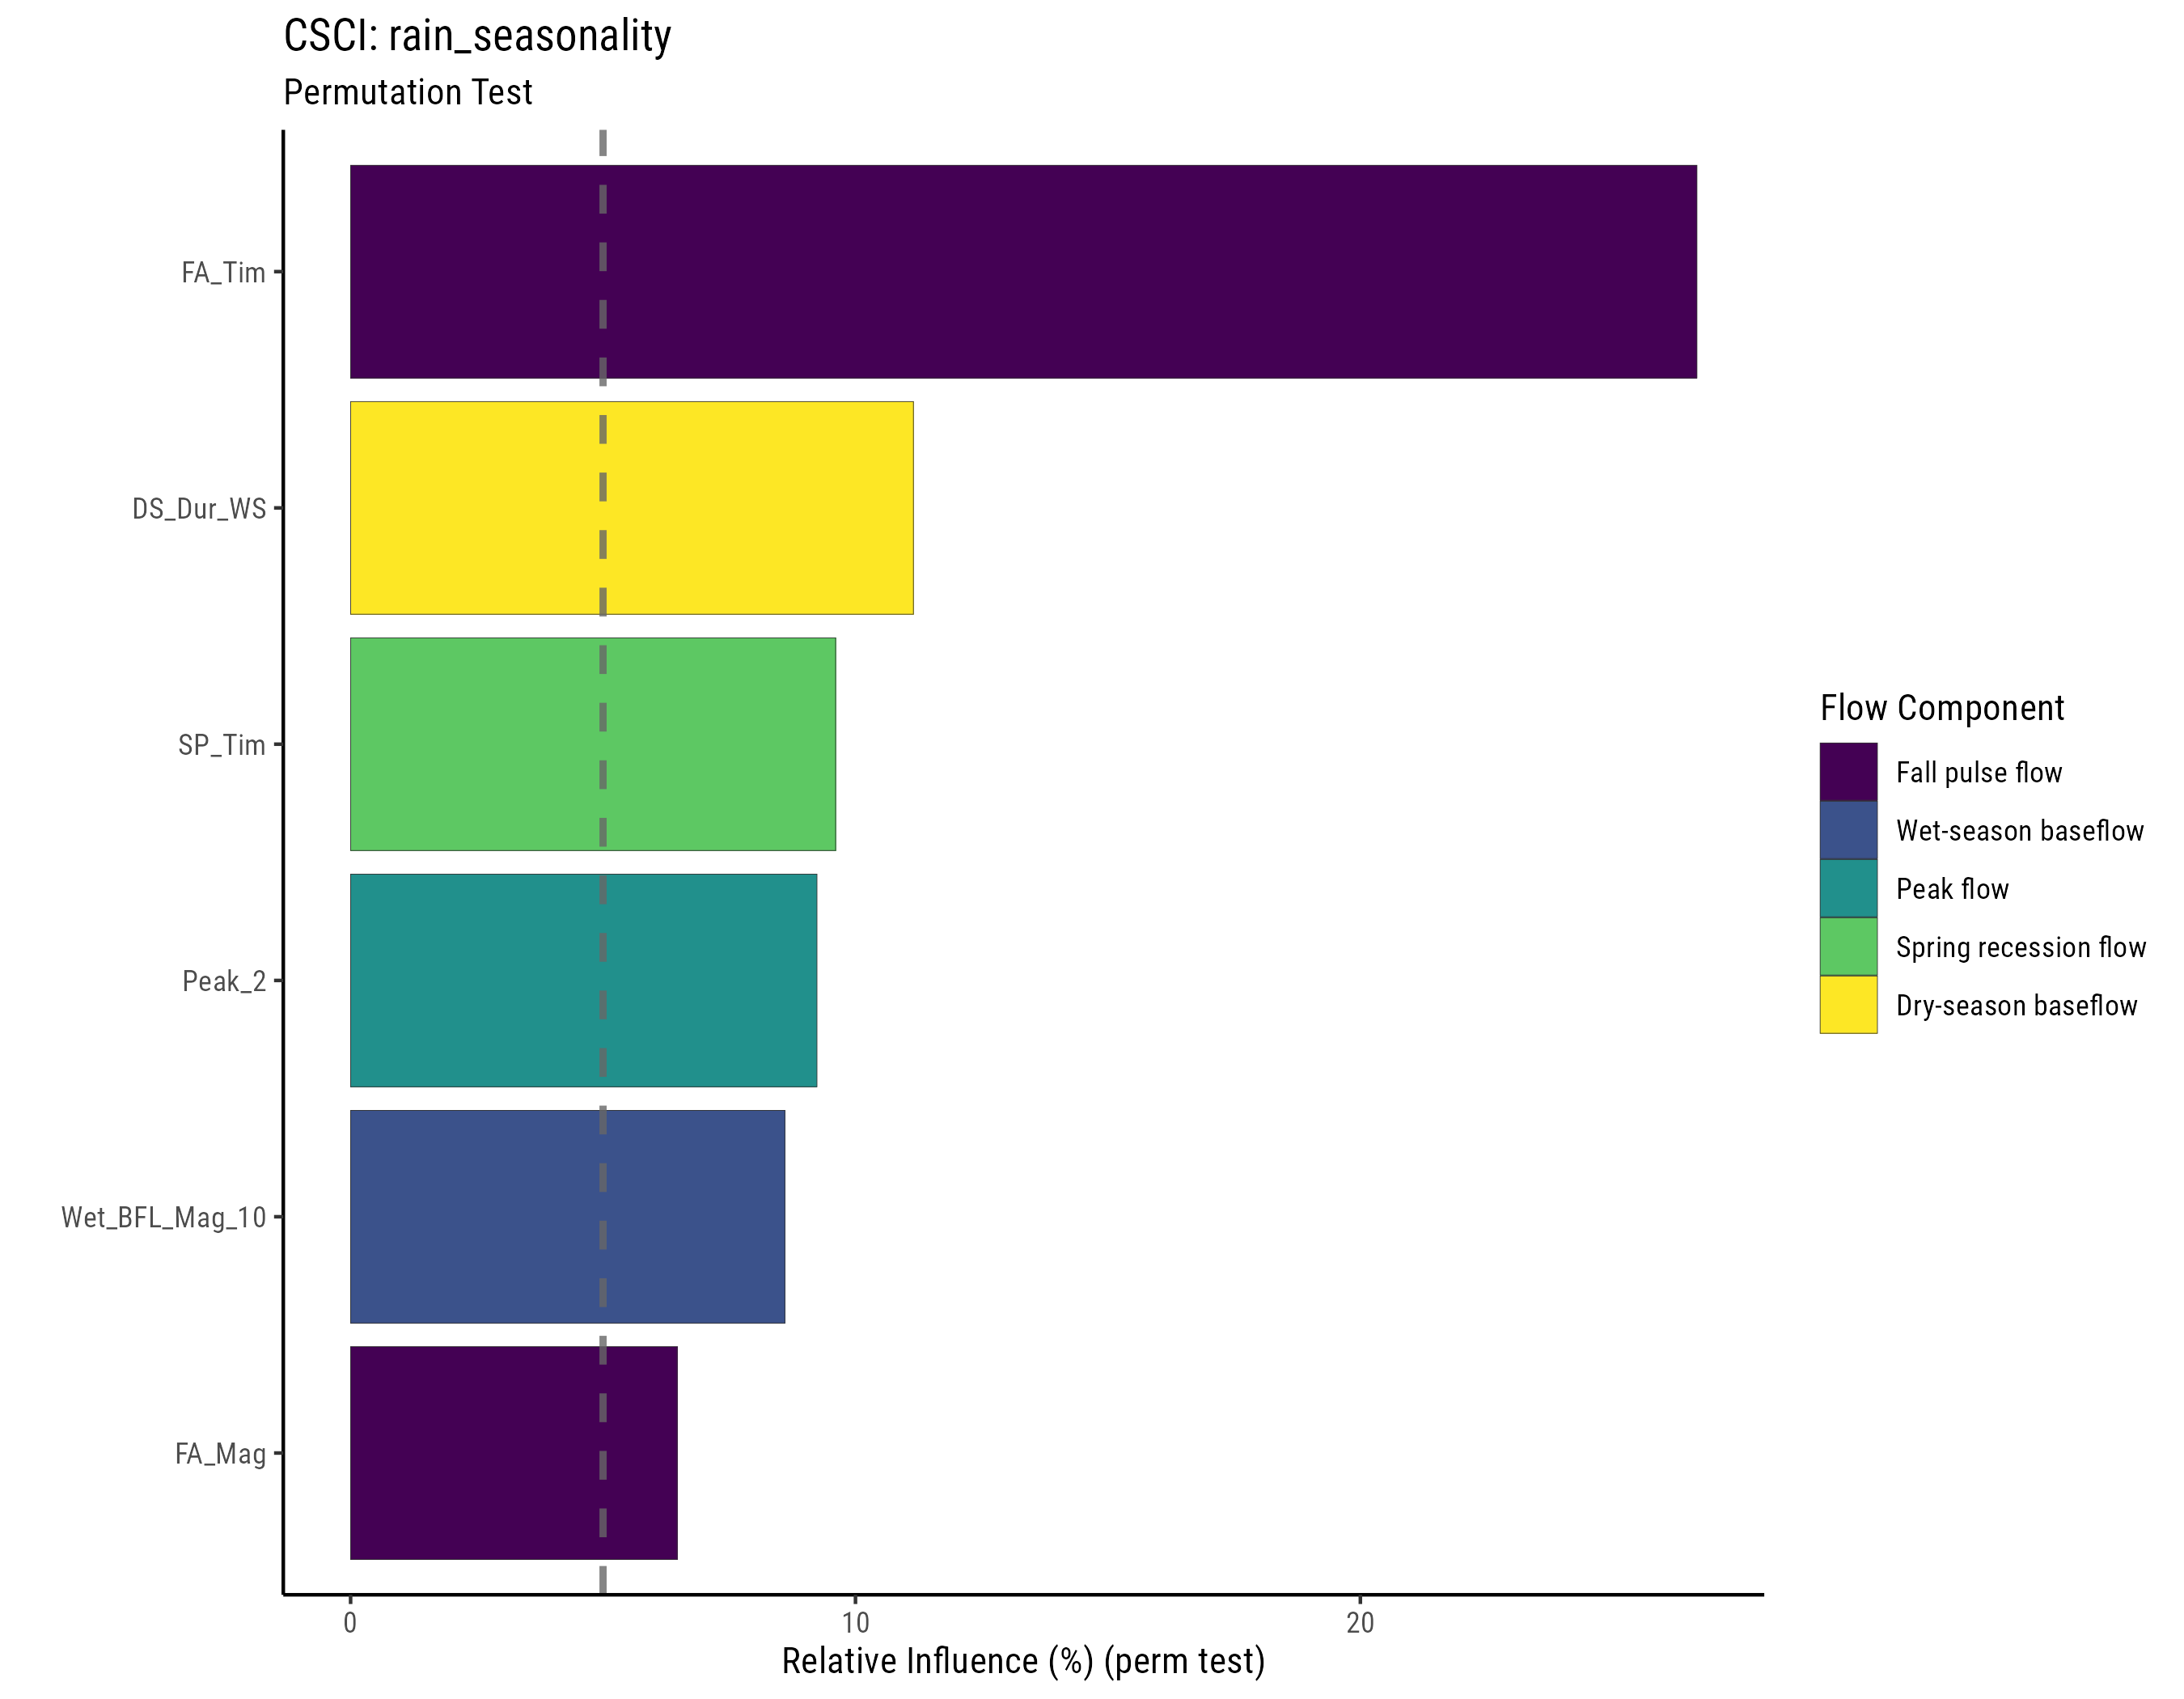 CSCI: rain_seasonality
Permutation Test
FA_Tim
DS_Dur_WS
SP_Tim
Peak_2
Wet_BFL_Mag_10
FA_Mag
0 10 20
Relative Influence (%) (perm test)
Flow Component
Fall pulse flow
Wet-season baseflow
Peak flow
Spring recession flow
Dry-season baseflow